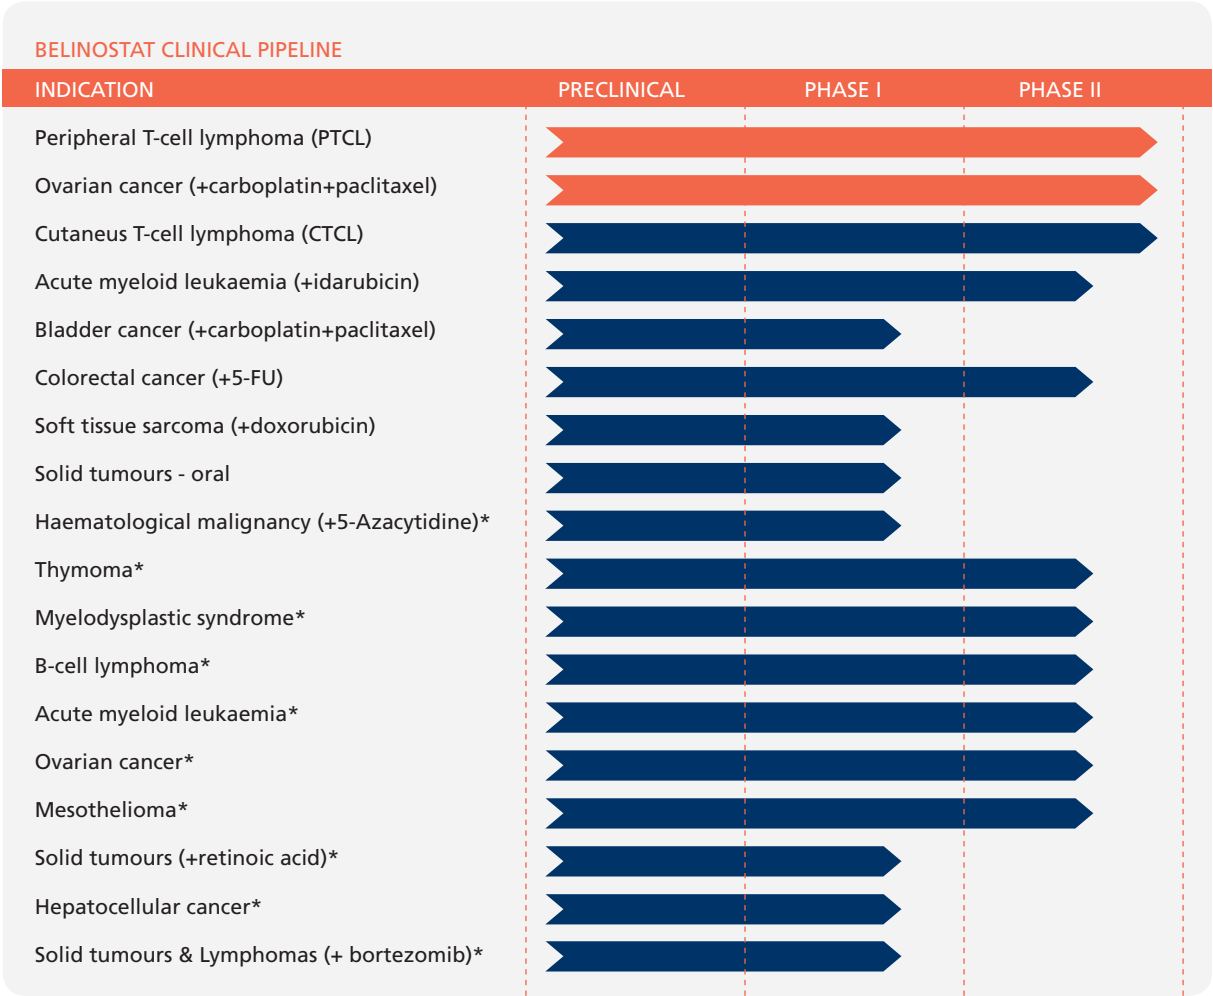 BELINOSTAT CLINICAL PIPELINE
INDICATION PRECLINICAL PHASE I PHASE II
Peripheral T-cell lymphoma (PTCL)
Ovarian cancer (+carboplatin+paclitaxel)
Cutaneus T-cell lymphoma (CTCL)
Acute myeloid leukaemia (+idarubicin)
Bladder cancer (+carboplatin+paclitaxel)
Colorectal cancer (+5-FU)
Soft tissue sarcoma (+doxorubicin)
Solid tumours - oral
Haematological malignancy (+5-Azacytidine)*
Thymoma*
Myelodysplastic syndrome*
B-cell lymphoma*
Acute myeloid leukaemia*
Ovarian cancer*
Mesothelioma*
Solid tumours (+retinoic acid)*
Hepatocellular cancer*
Solid tumours & Lymphomas (+ bortezomib)*